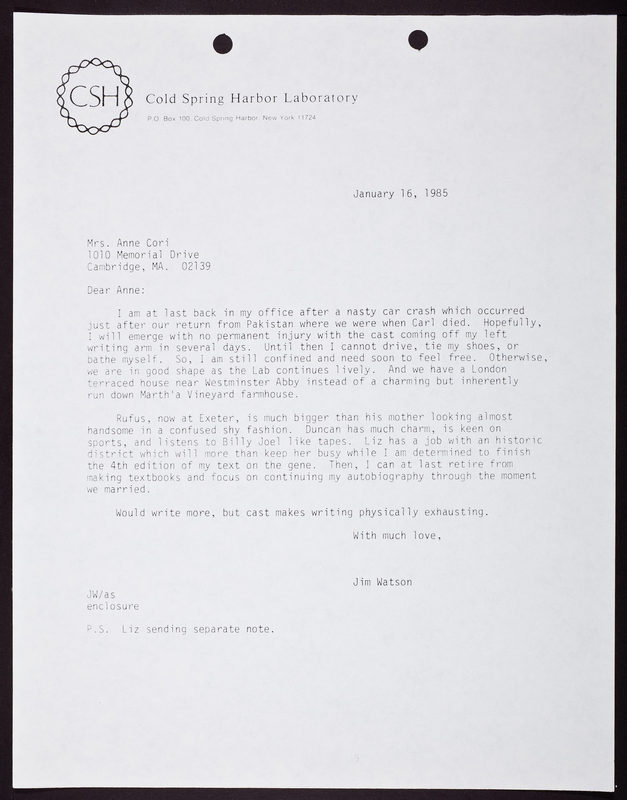 CSH
Cold Spring Harbor Laboratory
P.O. Box 100, Cold Spring Harbor, New York 11724
January 16, 1985
Mrs. Anne Cori
1010 Memorial Drive
Cambridge, MA.  02139
Dear Anne:
I am at last back in my office after a nasty car crash which occurred
just after our return from Pakistan where we were when Carl died.  Hopefully,
I will emerge with no permanent injury with the cast coming off my left
writing arm in several days.  Until then I cannot drive, tie my shoes, or
bathe myself.  So, I am still confined and need soon to feel free.  Otherwise,
we are in good shape as the Lab continues lively.  And we have a London
terraced house near Westminster Abby instead of a charming but inherently
run down Marth'a Vineyard farmhouse.
Rufus, now at Exeter, is much bigger than his mother looking almost
handsome in a confused shy fashion.  Duncan has much charm, is keen on
sports, and listens to Billy Joel like tapes.  Liz has a job with an historic
district which will more than keep her busy while I am determined to finish
the 4th edition of my text on the gene.  Then, I can at last retire from
making textbooks and focus on continuing my autobiography through the moment
we married.
Would write more, but cast makes writing physically exhausting.
With much love,
Jim Watson
JW/as
enclosure
P.S.  Liz sending separate note.